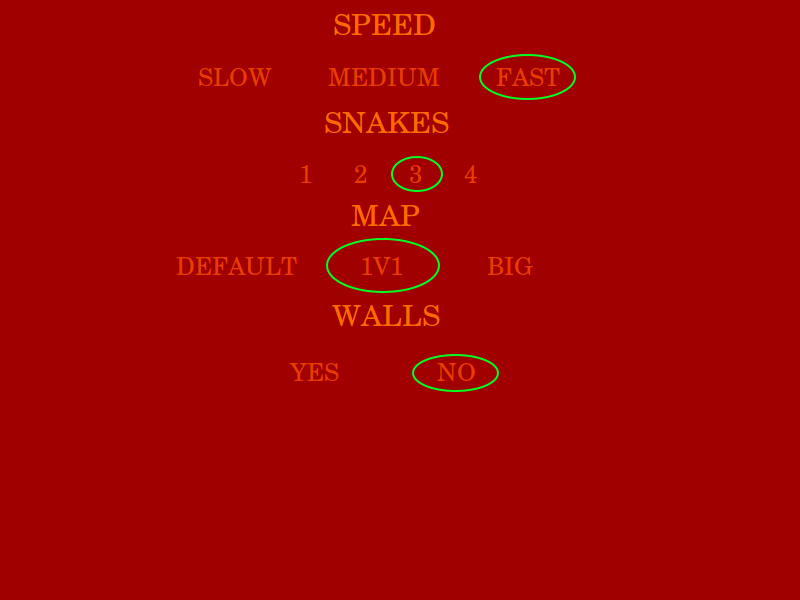 SPEED
SLOW MEDIUM FAST
SNAKES
1 2 3 4
MAP
DEFAULT 1V1 BIG
WALLS
YES NO